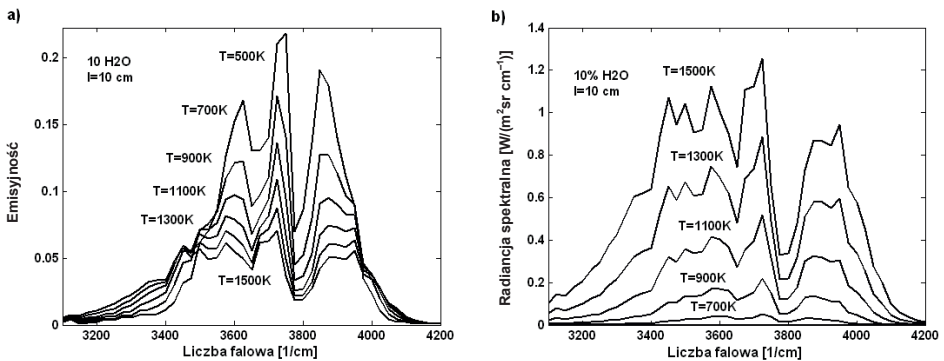 a)
Emisyjność
0.2
0.15
0.1
0.05
0
10 H2O
l=10 cm
T=500K
T=700K
T=900K
T=1100K
T=1300K
T=1500K
3200
3400
3600
3800
4000
4200
Liczba falowa [1/cm]
b)
Radiancja spektralna [W/(m²sr cm⁻¹)]
1.4
1.2
1
0.8
0.6
0.4
0.2
0
10% H2O
l=10 cm
T=1500K
T=1300K
T=1100K
T=900K
T=700K
3400
3600
3800
4000
4200
Liczba falowa [1/cm]